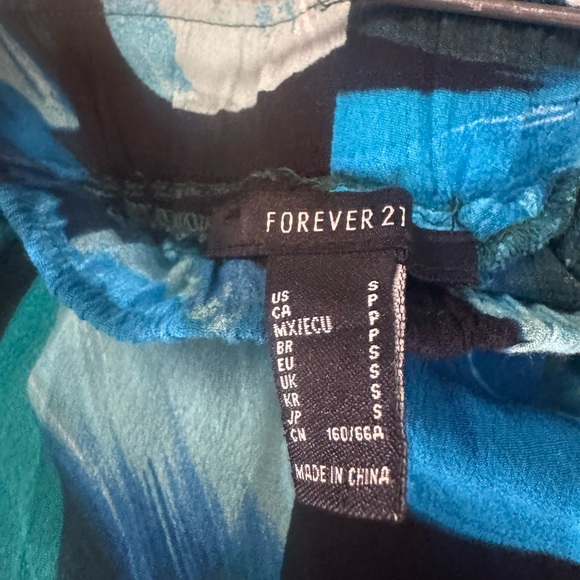 FOREVER 21
US S
CA P
MX|ECU P
BR P
EU S
UK S
KR S
JP S
CN 160/66A
MADE IN CHINA